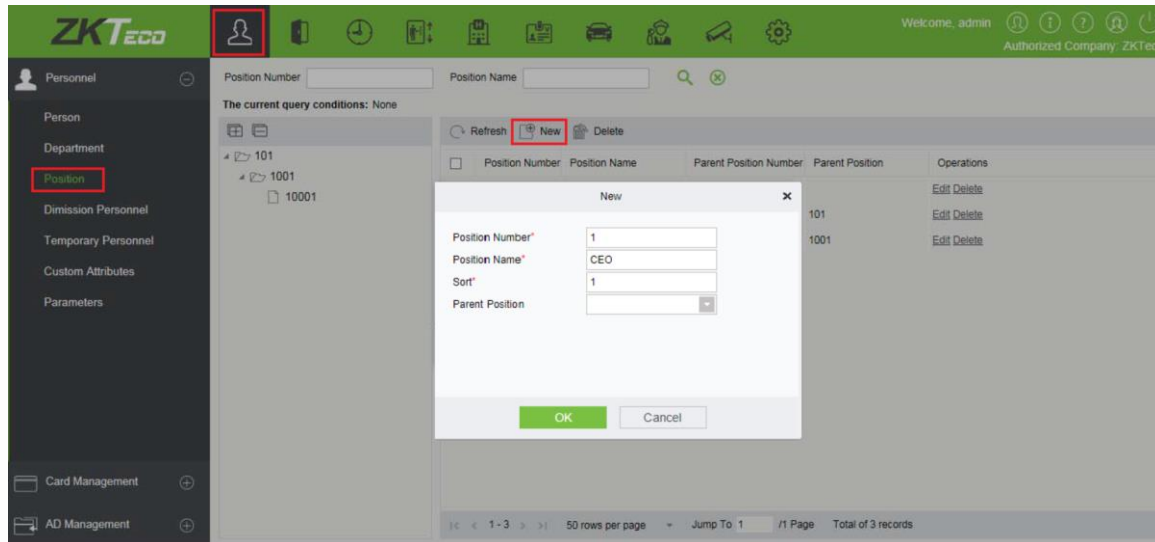 ZKTECO
Welcome, admin
Authorized Company: ZKTec
Personnel
Person
Department
Position
Dimission Personnel
Temporary Personnel
Custom Attributes
Parameters
Card Management
AD Management
Position Number
Position Name
The current query conditions: None
101
1001
10001
Refresh New Delete
Position Number Position Name Parent Position Number Parent Position Operations
Edit Delete
101 Edit Delete
1001 Edit Delete
New
Position Number* 1
Position Name* CEO
Sort* 1
Parent Position
OK Cancel
1-3 50 rows per page Jump To 1 /1 Page Total of 3 records